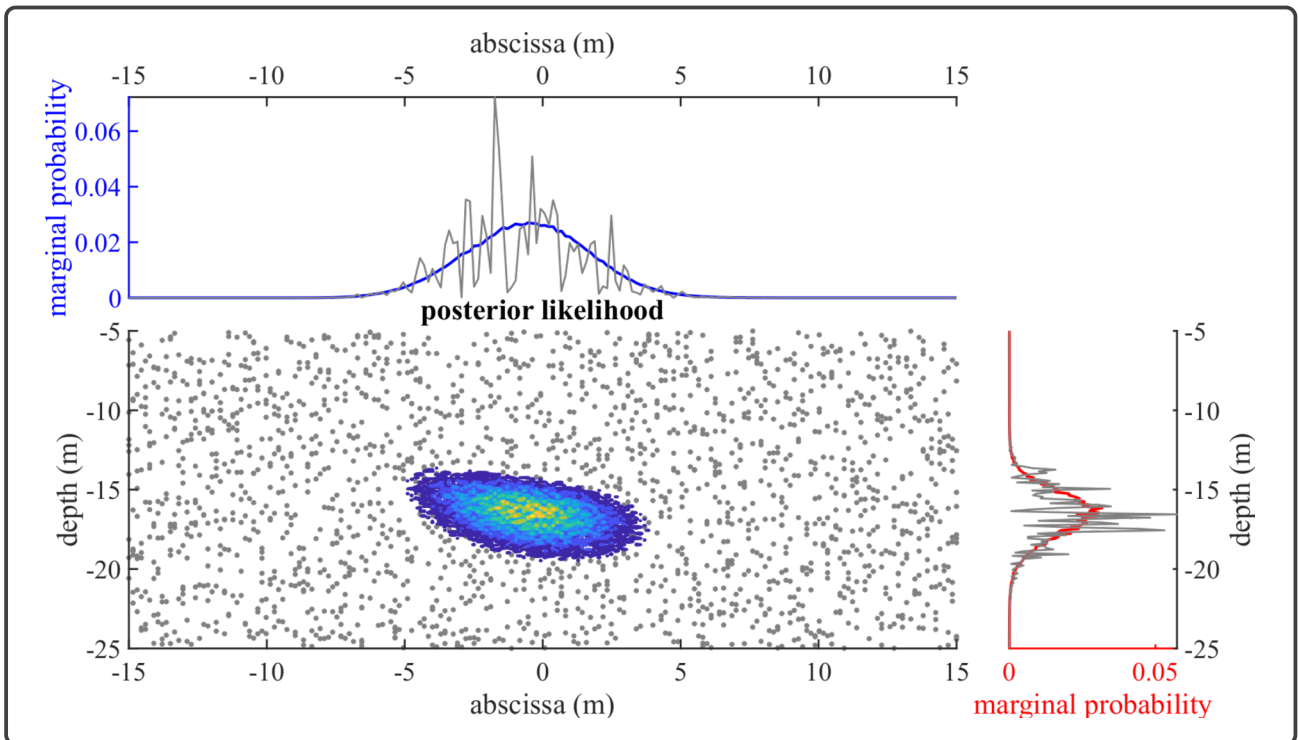 abscissa (m)
-15 -10 -5 0 5 10 15
marginal probability
0.06
0.04
0.02
0
posterior likelihood
depth (m)
-5
-10
-15
-20
-25
-15 -10 -5 0 5 10 15
abscissa (m)
-5
-10
-15
-20
-25
depth (m)
0 0.05
marginal probability